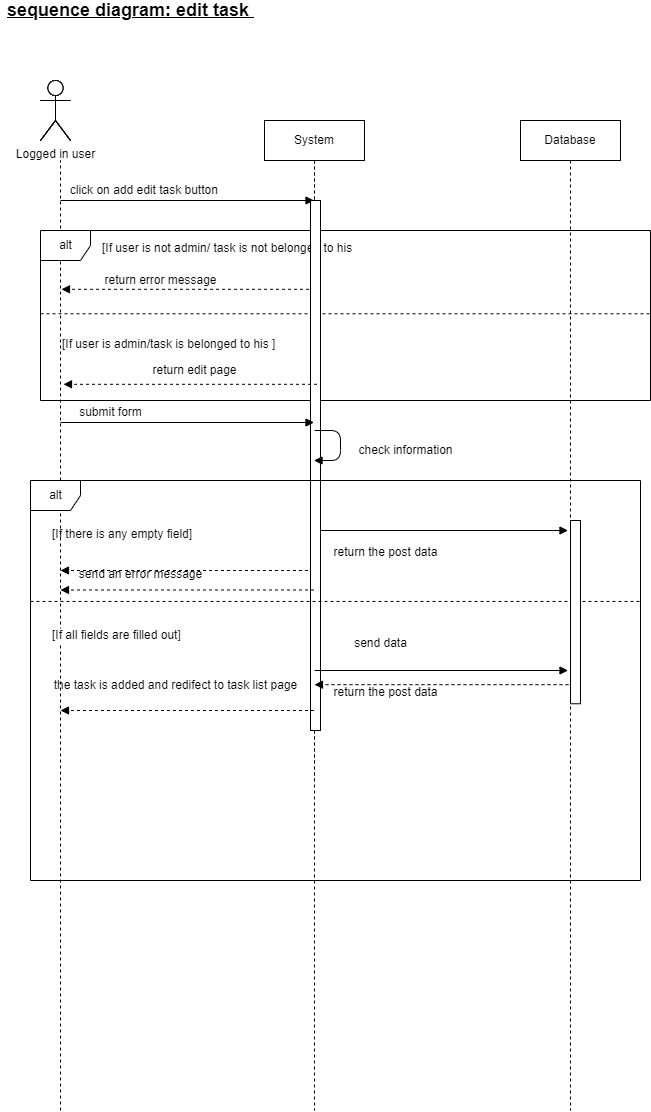 sequence diagram: edit task
System
Database
Logged in user
click on add edit task button
alt
[If user is not admin/ task is not belonge to his
return error message
[If user is admin/task is belonged to his ]
return edit page
submit form
check information
alt
[If there is any empty field]
return the post data
send an error message
[If all fields are filled out]
send data
the task is added and redifect to task list page
return the post data